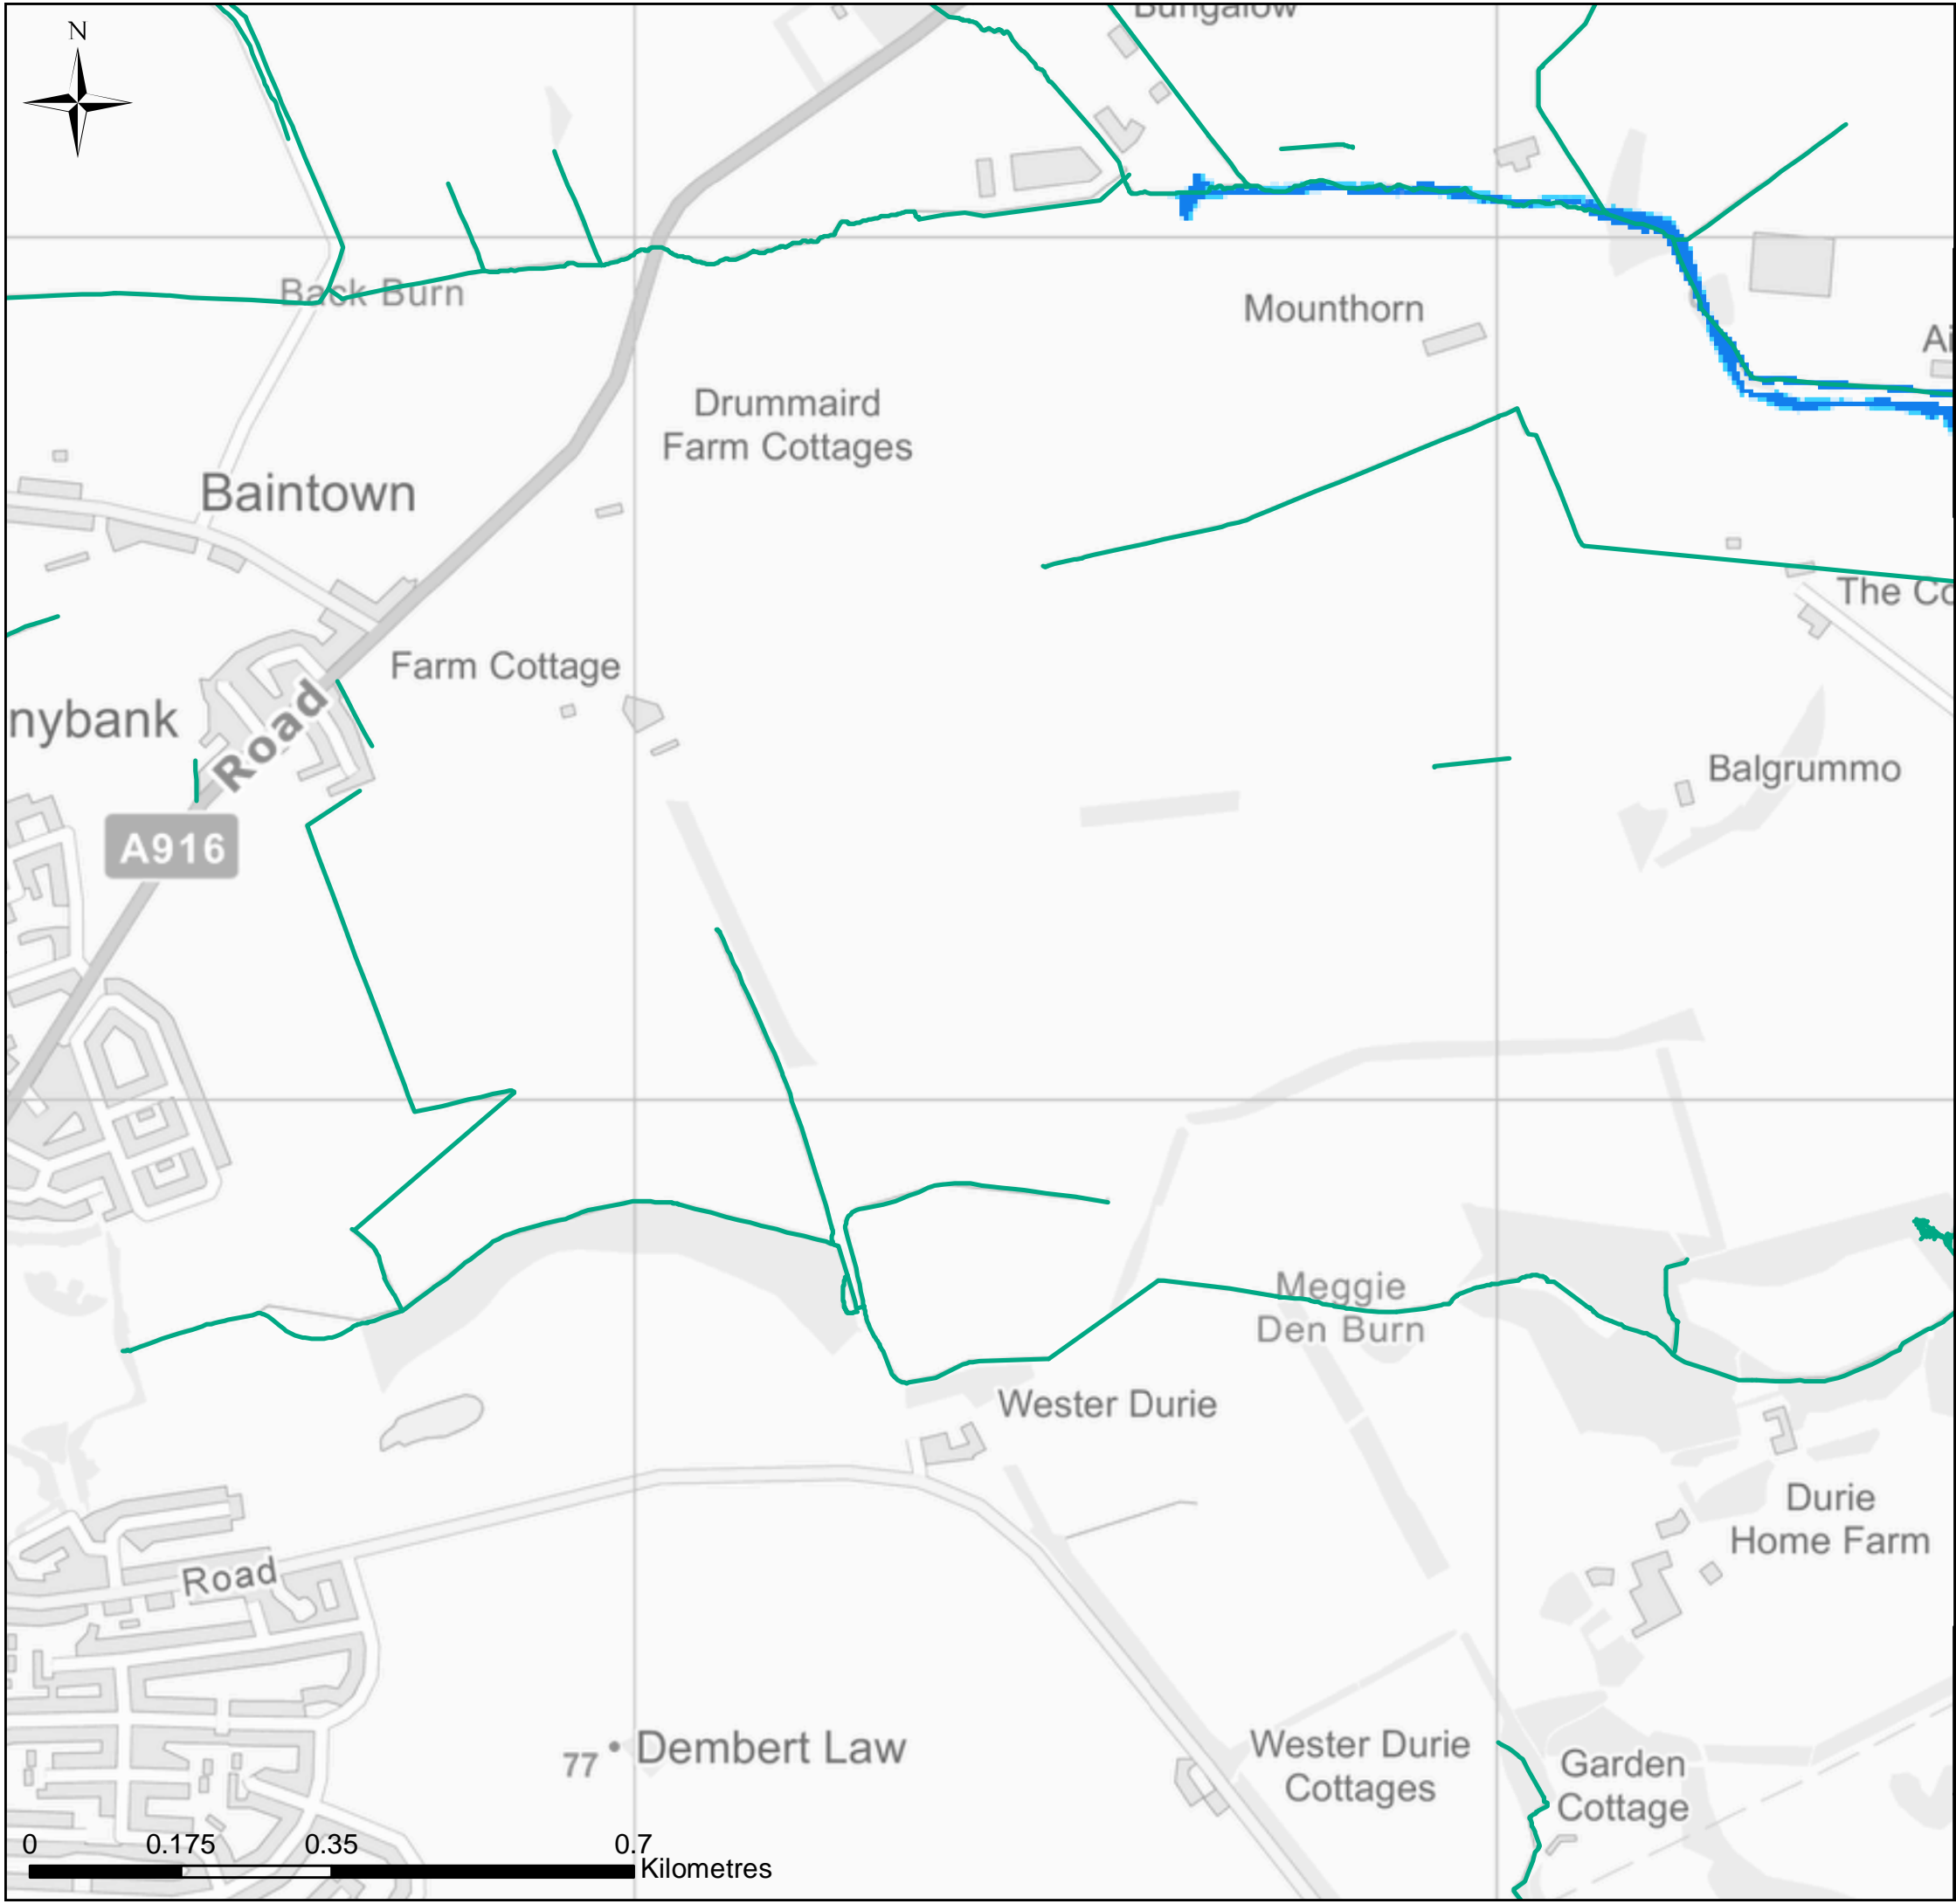 Bungalow
N
Back Burn
Mounthorn
Ai
Drummaird
Farm Cottages
Baintown
The Co
Farm Cottage
nybank
Road
Balgrummo
A916
Meggie
Den Burn
Wester Durie
Durie
Home Farm
Road
77 Dembert Law
Wester Durie
Cottages
Garden
Cottage
0 0.175 0.35 0.7
Kilometres